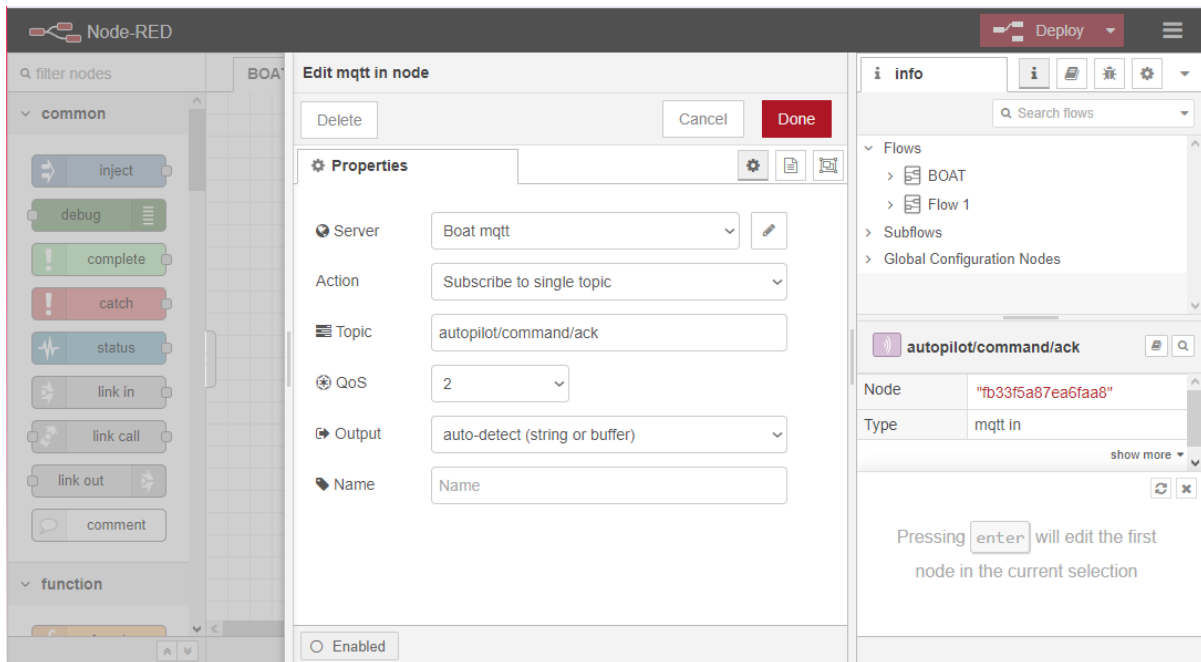 Node-RED
Deploy
filter nodes
common
inject
debug
complete
catch
status
link in
link call
link out
comment
function
BOAT
Edit mqtt in node
Delete
Cancel
Done
Properties
Server
Boat mqtt
Action
Subscribe to single topic
Topic
autopilot/command/ack
QoS
2
Output
auto-detect (string or buffer)
Name
Name
Enabled
info
Search flows
Flows
BOAT
Flow 1
Subflows
Global Configuration Nodes
autopilot/command/ack
Node
"fb33f5a87ea6faa8"
Type
mqtt in
show more
Pressing enter will edit the first
node in the current selection